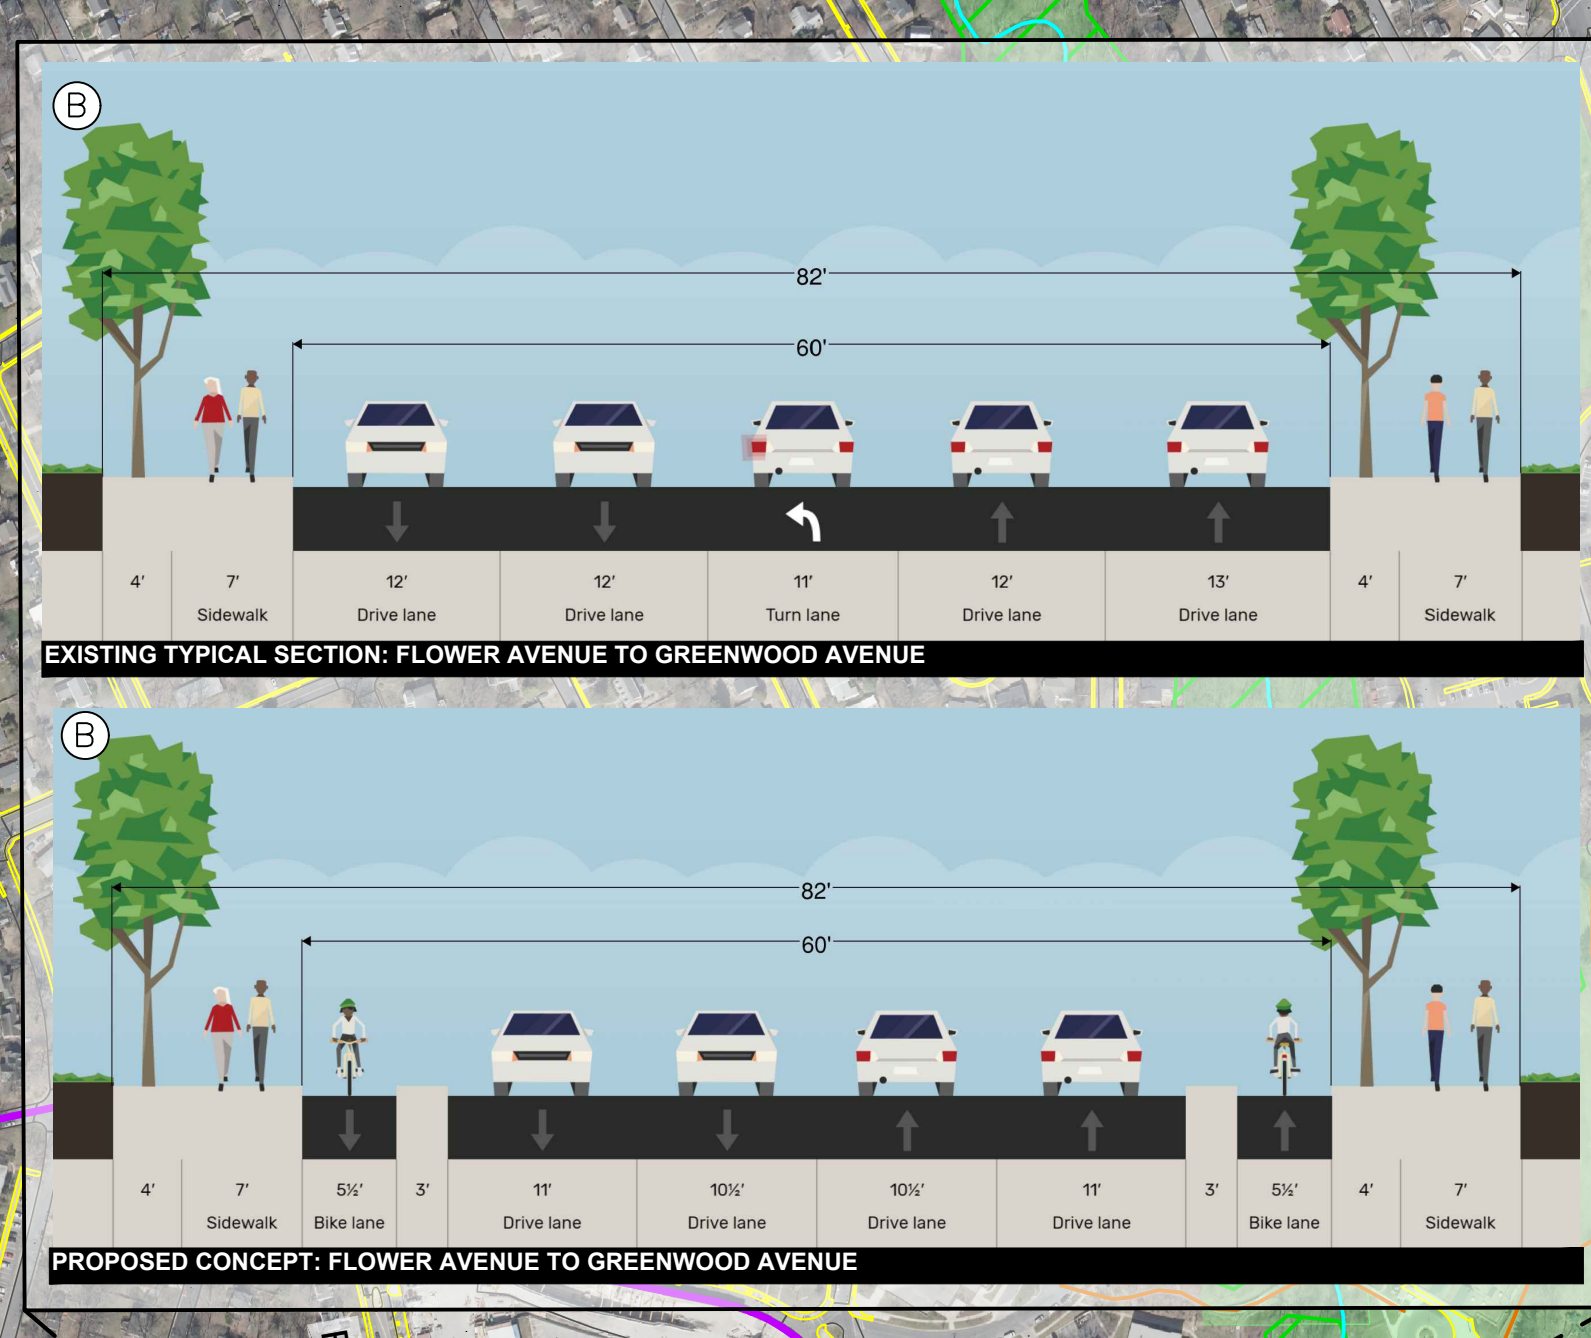 B
82'
60'
4' 7' 12' 12' 11' 12' 13' 4' 7'
Sidewalk Drive lane Drive lane Turn lane Drive lane Drive lane Sidewalk
EXISTING TYPICAL SECTION: FLOWER AVENUE TO GREENWOOD AVENUE
B
82'
60'
4' 7' 5½' 3' 11' 10½' 10½' 11' 3' 5½' 4' 7'
Sidewalk Bike lane Drive lane Drive lane Drive lane Drive lane Bike lane Sidewalk
PROPOSED CONCEPT: FLOWER AVENUE TO GREENWOOD AVENUE